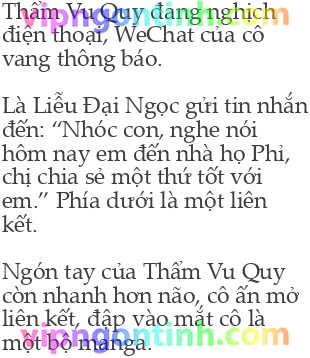 Thẩm Vu Quy đang nghịch
điện thoại, WeChat của cô
vang thông báo.
Là Liễu Đại Ngọc gửi tin nhắn
đến: “Nhóc con, nghe nói
hôm nay em đến nhà họ Phỉ,
chị chia sẻ một thứ tốt với
em.” Phía dưới là một liên
kết.
Ngón tay của Thẩm Vu Quy
còn nhanh hơn não, cô ấn mở
liên kết, đập vào mắt cô là
một bộ manga.
vipngontinh.com
vipngontinh.com
vipngontinh.com